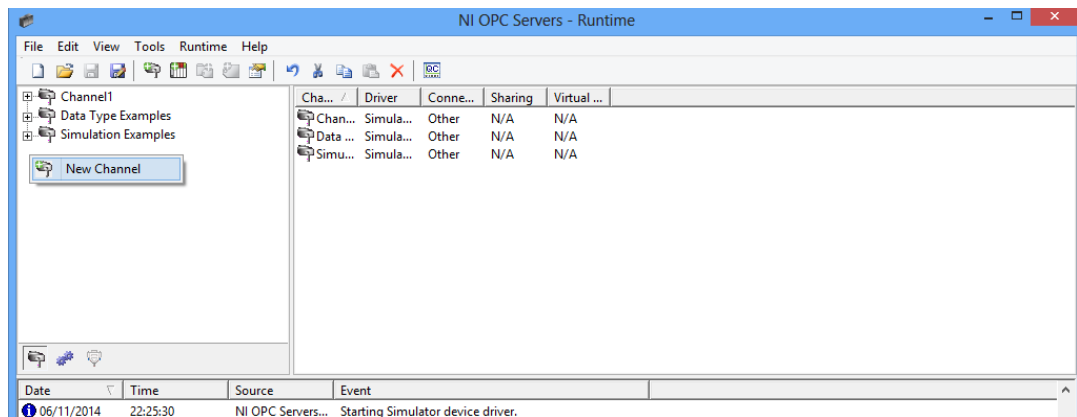 NI OPC Servers - Runtime
File Edit View Tools Runtime Help
QC
Channel1
Data Type Examples
Simulation Examples
New Channel
Cha... Driver Conne... Sharing Virtual ...
Chan... Simula... Other N/A N/A
Data ... Simula... Other N/A N/A
Simu... Simula... Other N/A N/A
Date Time Source Event
06/11/2014 22:25:30 NI OPC Servers... Starting Simulator device driver.